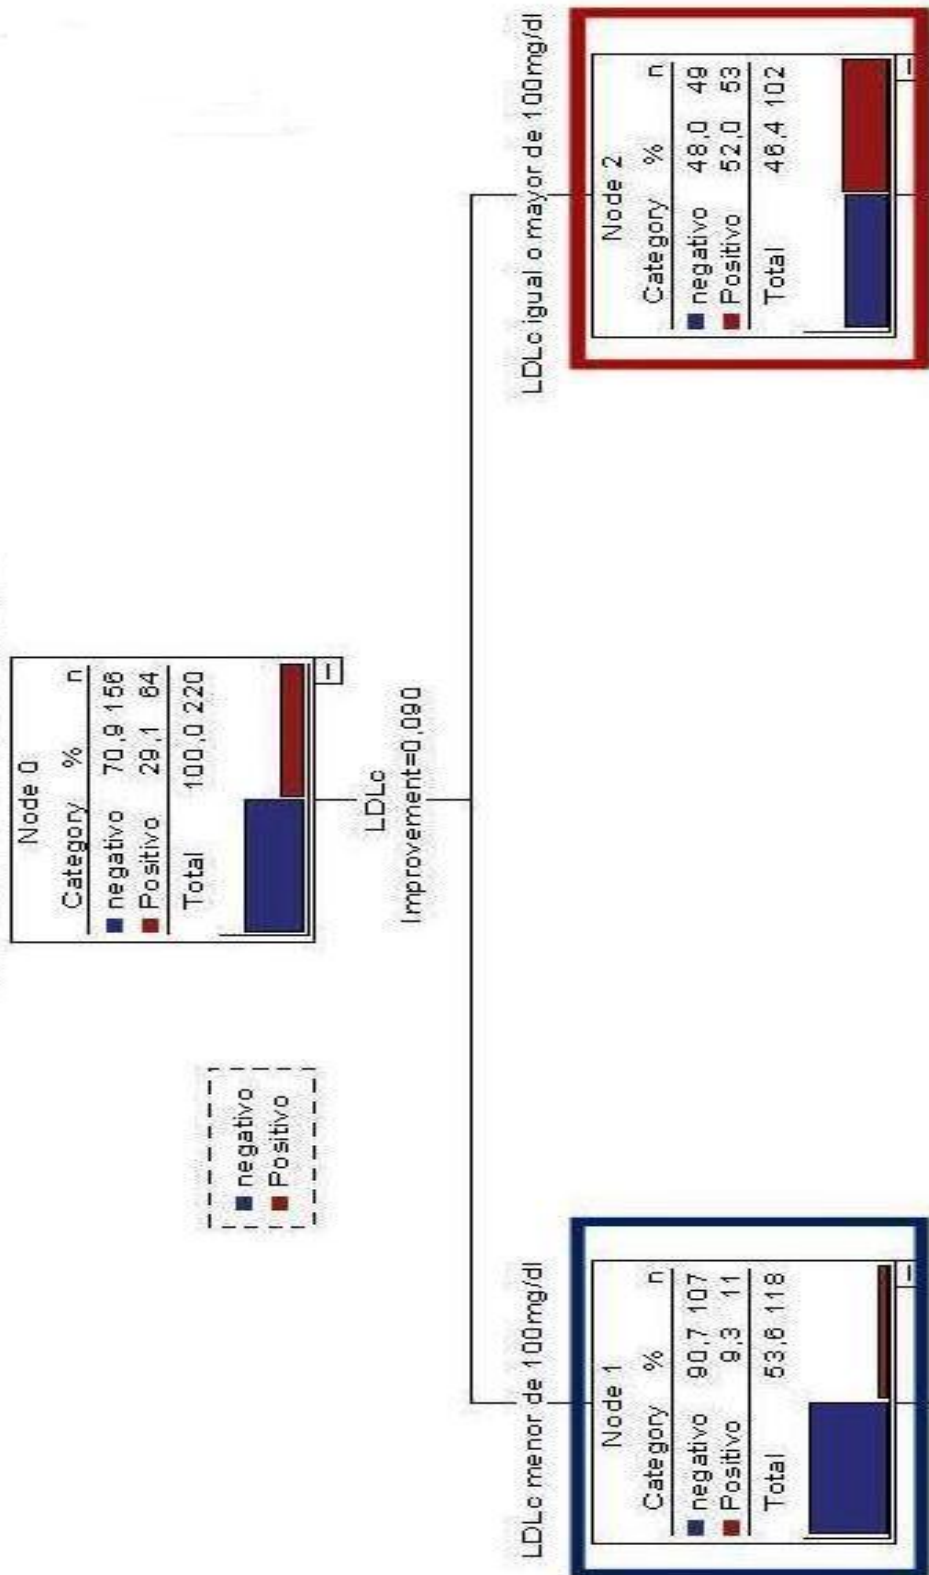 Node 0
Category % n
negativo 70,9 156
Positivo 29,1 64
Total 100,0 220
negativo
Positivo
LDLc
Improvement=0,090
LDLc menor de 100mg/dl
Node 1
Category % n
negativo 90,7 107
Positivo 9,3 11
Total 53,6 118
LDLc igual o mayor de 100mg/dl
Node 2
Category % n
negativo 48,0 49
Positivo 52,0 53
Total 46,4 102